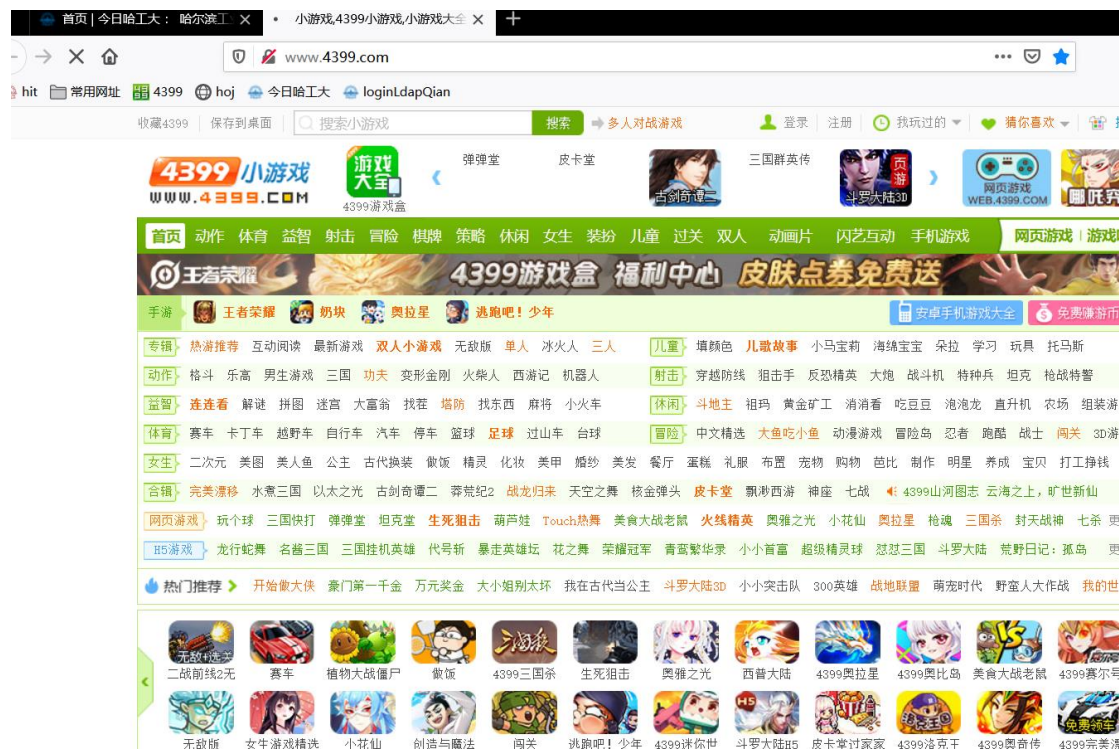 首页 | 今日哈工大： 哈尔滨工
小游戏,4399小游戏,小游戏大全
www.4399.com
hit 常用网址 4399 hoj 今日哈工大 loginLdapQian
收藏4399 保存到桌面 搜索小游戏 搜索 多人对战游戏 登录 注册 我玩过的 猜你喜欢
4399小游戏 游戏大全 弹弹堂 皮卡堂 古剑奇谭二 三国群英传 页游 斗罗大陆3D 网页游戏 WEB.4399.COM
WWW.4399.COM 4399游戏盒
首页 动作 体育 益智 射击 冒险 棋牌 策略 休闲 女生 装扮 儿童 过关 双人 动画片 闪艺互动 手机游戏 网页游戏
王者荣耀 4399游戏盒 福利中心 皮肤点券免费送
手游 王者荣耀 奶块 奥拉星 逃跑吧！少年 安卓手机游戏大全 免费赚游币
专辑 热游推荐 互动阅读 最新游戏 双人小游戏 无敌版 单人 冰火人 三人 儿童 填颜色 儿歌故事 小马宝莉 海绵宝宝 朵拉 学习 玩具 托马斯
动作 格斗 乐高 男生游戏 三国 功夫 变形金刚 火柴人 西游记 机器人 射击 穿越防线 狙击手 反恐精英 大炮 战斗机 特种兵 坦克 枪战特警
益智 连连看 解谜 拼图 迷宫 大富翁 找茬 塔防 找东西 麻将 小火车 休闲 斗地主 祖玛 黄金矿工 消消看 吃豆豆 泡泡龙 直升机 农场 组装游
体育 赛车 卡丁车 越野车 自行车 汽车 停车 篮球 足球 过山车 台球 冒险 中文精选 大鱼吃小鱼 动漫游戏 冒险岛 忍者 跑酷 战士 闯关 3D游
女生 二次元 美图 美人鱼 公主 古代换装 做饭 精灵 化妆 美甲 婚纱 美发 餐厅 蛋糕 礼服 布置 宠物 购物 芭比 制作 明星 养成 宝贝 打工挣钱
合辑 完美漂移 水煮三国 以太之光 古剑奇谭二 莽荒纪2 战龙归来 天空之舞 核金弹头 皮卡堂 飘渺西游 神座 七战 4399山河图志 云海之上，旷世新仙
网页游戏 玩个球 三国快打 弹弹堂 坦克堂 生死狙击 葫芦娃 Touch热舞 美食大战老鼠 火线精英 奥雅之光 小花仙 奥拉星 枪魂 三国杀 封天战神 七杀 更
H5游戏 龙行蛇舞 名酱三国 三国挂机英雄 代号斩 暴走英雄坛 花之舞 荣耀冠军 青鸾繁华录 小小首富 超级精灵球 怼怼三国 斗罗大陆 荒野日记：孤岛 更
热门推荐 开始做大侠 豪门第一千金 万元奖金 大小姐别太坏 我在古代当公主 斗罗大陆3D 小小突击队 300英雄 战地联盟 萌宠时代 野蛮人大作战 我的世
无敌+选关 三国杀
二战前线2无 赛车 植物大战僵尸 做饭 4399三国杀 生死狙击 奥雅之光 西普大陆 4399奥拉星 4399奥比岛 美食大战老鼠 4399赛尔号
H5 洛克王国 免费领车
无敌版 女生游戏精选 小花仙 创造与魔法 闯关 逃跑吧！少年 4399迷你世 斗罗大陆H5 皮卡堂过家家 4399洛克王 4399奥奇传 4399完美